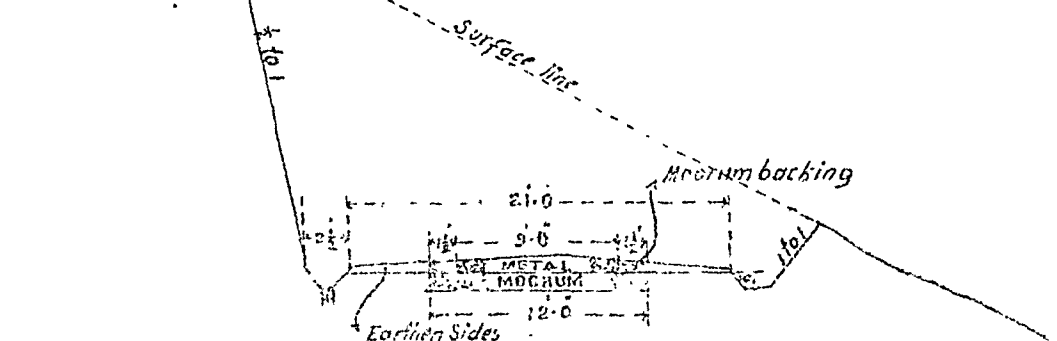 ½ to 1
Surface line
Moorum backing
21'.0"
2½'
1½'
9'.0"
1½'
1 to 1
METAL
MOORUM
12'.0"
Earthen Sides